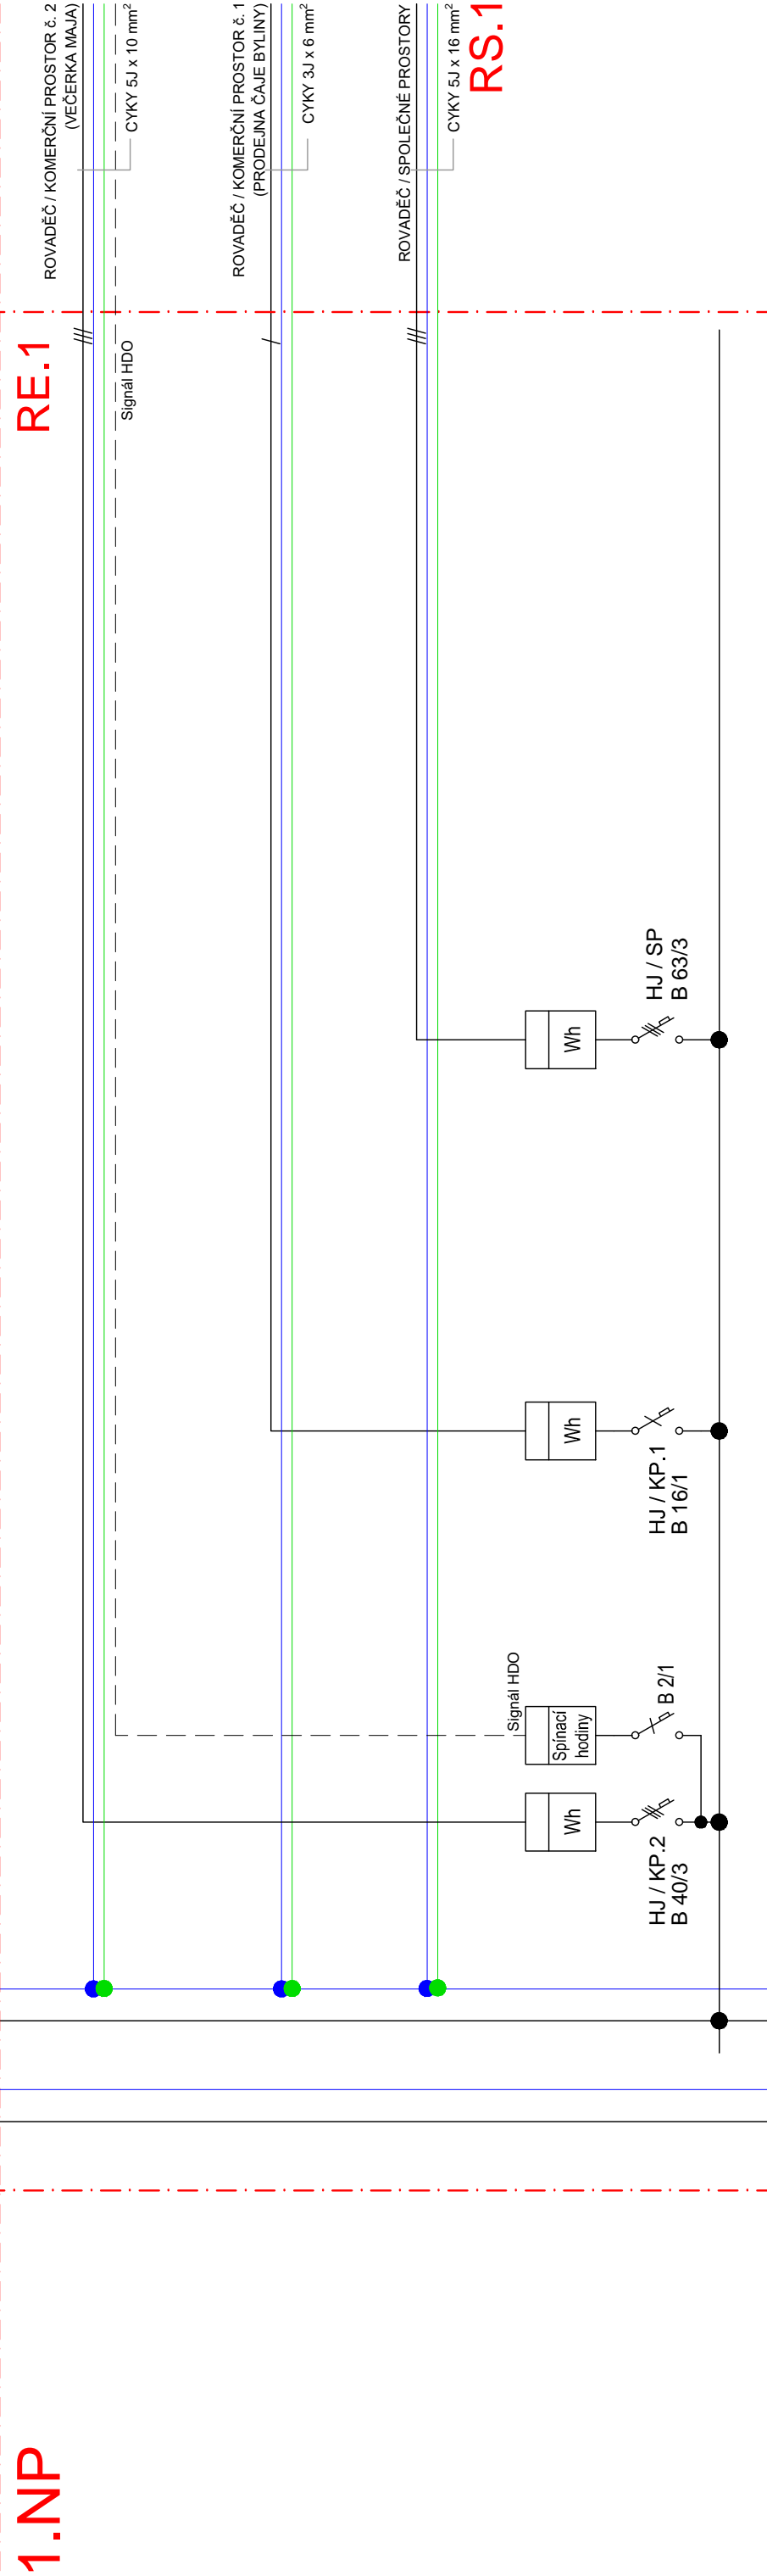 1.NP
RE.1
ROVADĚČ / KOMERČNÍ PROSTOR č. 2
(VEČERKA MAJA)
CYKY 5J x 10 mm²
Signál HDO
ROVADĚČ / KOMERČNÍ PROSTOR č. 1
(PRODEJNA ČAJE BYLINY)
CYKY 3J x 6 mm²
ROVADĚČ / SPOLEČNÉ PROSTORY
CYKY 5J x 16 mm²
RS.1
Signál HDO
Wh
Spínací
hodiny
Wh
Wh
HJ / KP.2
B 40/3
B 2/1
HJ / KP.1
B 16/1
HJ / SP
B 63/3